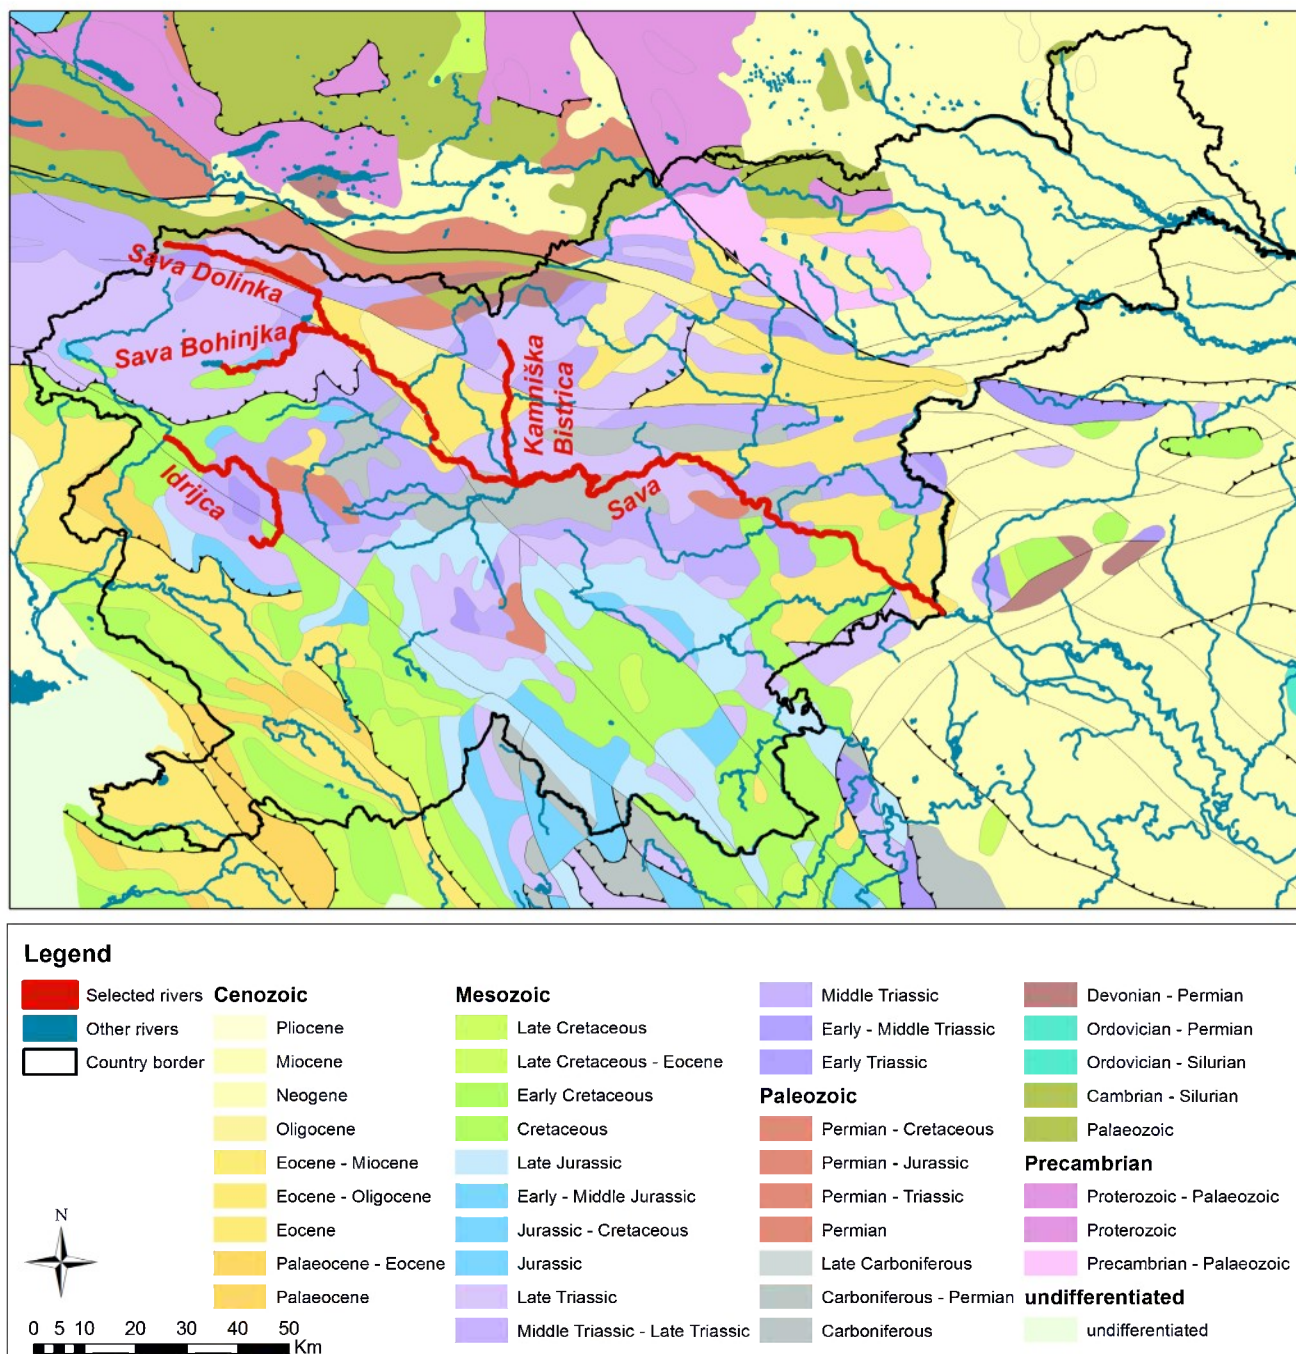 Sava Dolinka
Sava Bohinjka
Kamniška
Bistrica
Idrijca
Sava
Legend
Selected rivers
Other rivers
Country border
N
0 5 10 20 30 40 50
Km
Cenozoic
Pliocene
Miocene
Neogene
Oligocene
Eocene - Miocene
Eocene - Oligocene
Eocene
Palaeocene - Eocene
Palaeocene
Mesozoic
Late Cretaceous
Late Cretaceous - Eocene
Early Cretaceous
Cretaceous
Late Jurassic
Early - Middle Jurassic
Jurassic - Cretaceous
Jurassic
Late Triassic
Middle Triassic - Late Triassic
Middle Triassic
Early - Middle Triassic
Early Triassic
Paleozoic
Permian - Cretaceous
Permian - Jurassic
Permian - Triassic
Permian
Late Carboniferous
Carboniferous - Permian
Carboniferous
Devonian - Permian
Ordovician - Permian
Ordovician - Silurian
Cambrian - Silurian
Palaeozoic
Precambrian
Proterozoic - Palaeozoic
Proterozoic
Precambrian - Palaeozoic
undifferentiated
undifferentiated